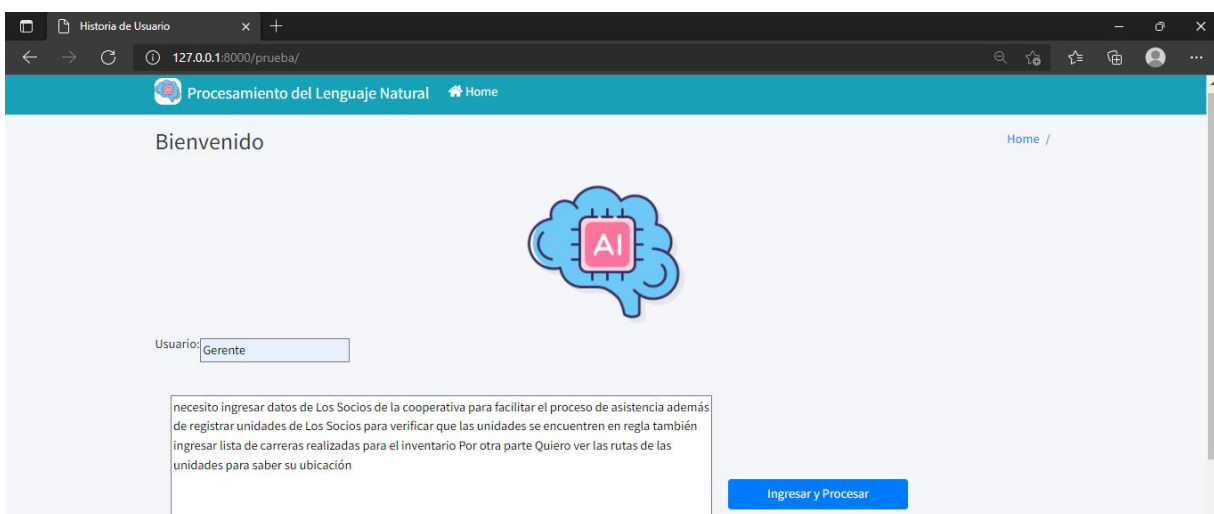 Historia de Usuario
127.0.0.1:8000/prueba/
Procesamiento del Lenguaje Natural Home
Bienvenido
Home /
AI
Usuario: Gerente
necesito ingresar datos de Los Socios de la cooperativa para facilitar el proceso de asistencia además
de registrar unidades de Los Socios para verificar que las unidades se encuentren en regla también
ingresar lista de carreras realizadas para el inventario Por otra parte Quiero ver las rutas de las
unidades para saber su ubicación
Ingresar y Procesar